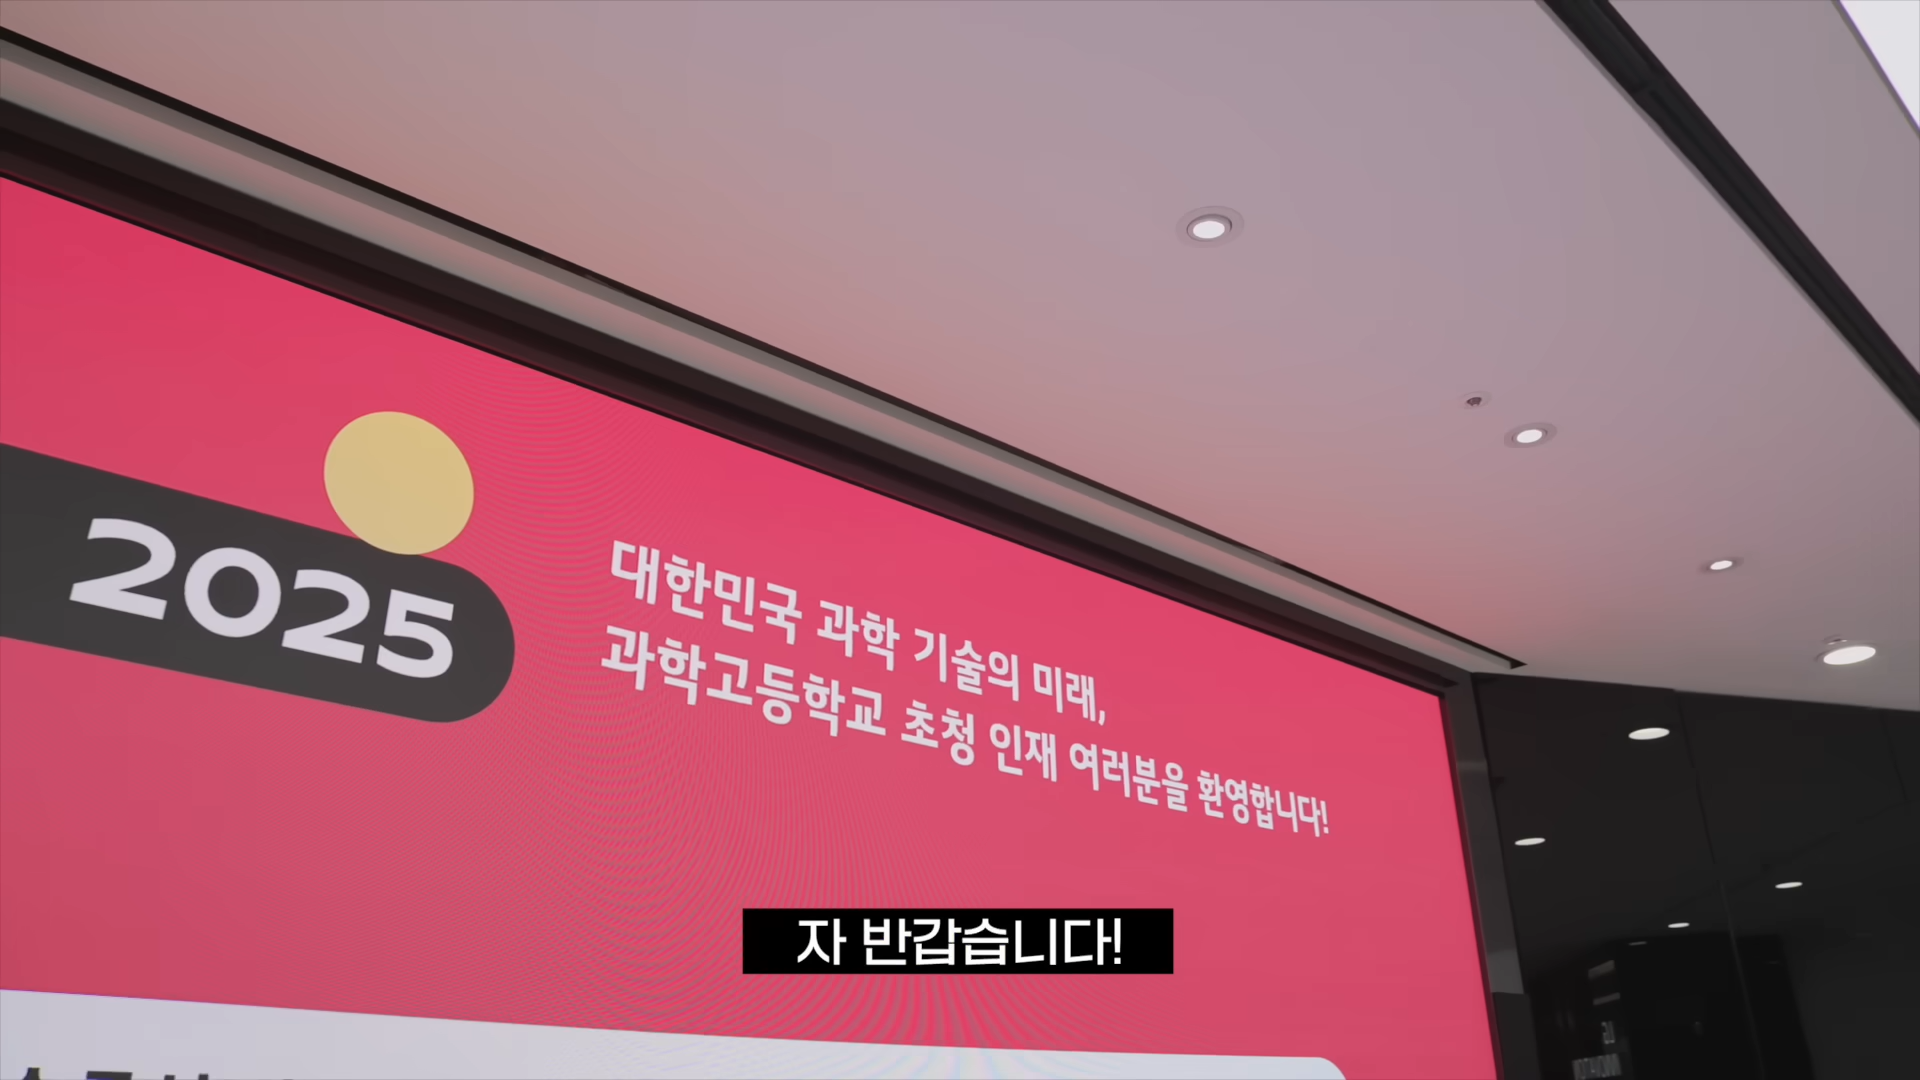 2025
대한민국 과학 기술의 미래,
과학고등학교 초청 인재 여러분을 환영합니다!
자 반갑습니다!